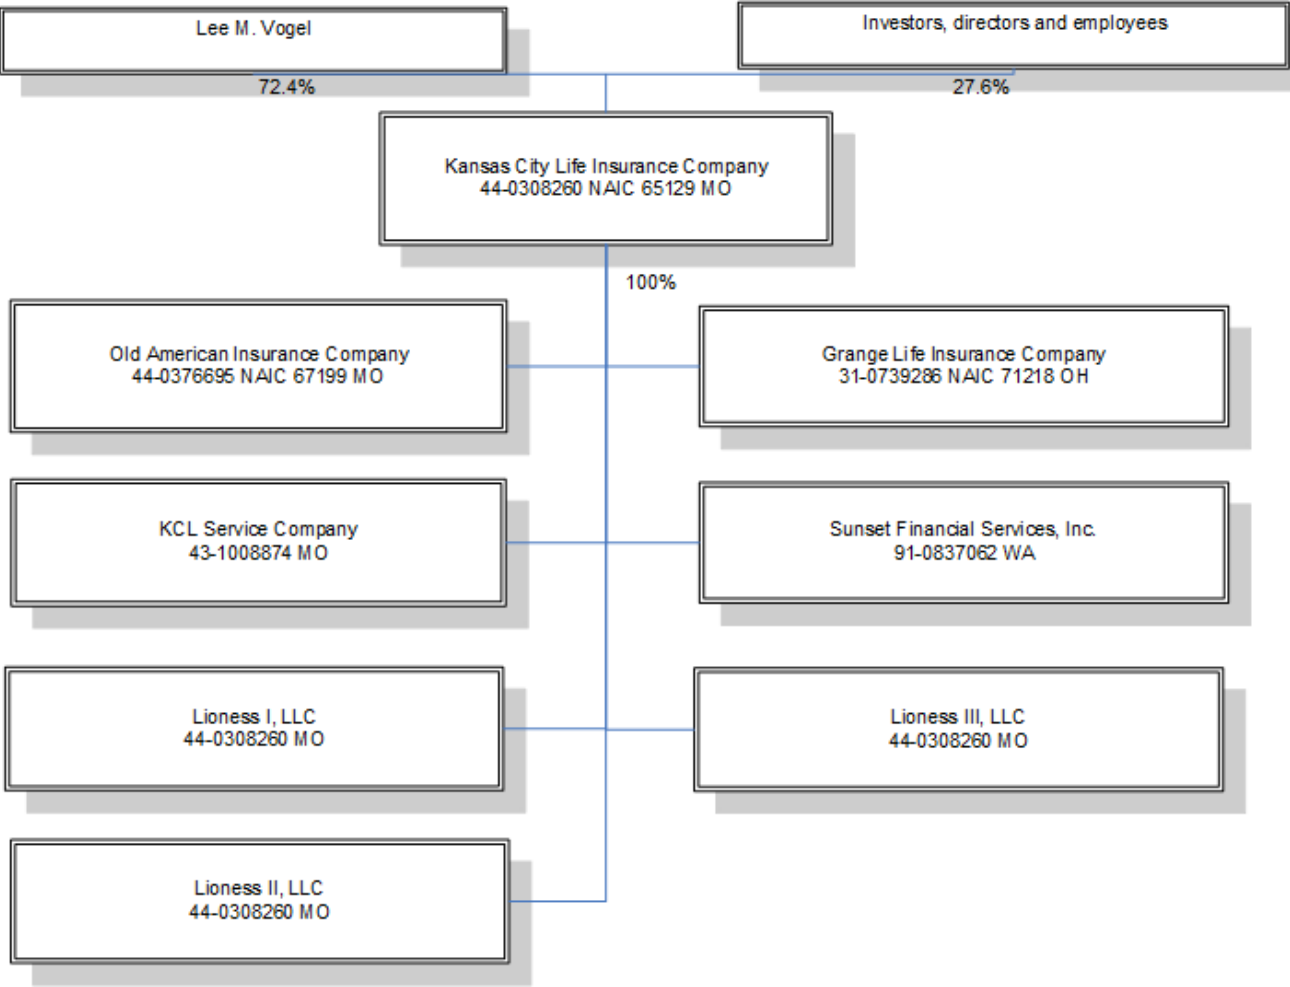 Lee M. Vogel
Investors, directors and employees
72.4%
27.6%
Kansas City Life Insurance Company
44-0308260 NAIC 65129 MO
100%
Old American Insurance Company
44-0376695 NAIC 67199 MO
Grange Life Insurance Company
31-0739286 NAIC 71218 OH
KCL Service Company
43-1008874 MO
Sunset Financial Services, Inc.
91-0837062 WA
Lioness I, LLC
44-0308260 MO
Lioness III, LLC
44-0308260 MO
Lioness II, LLC
44-0308260 MO